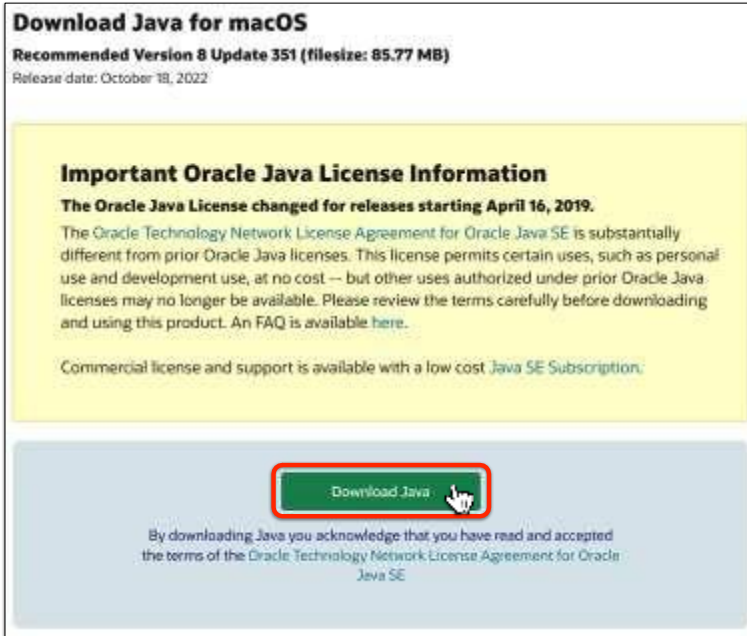 Download Java for macOS
Recommended Version 8 Update 351 (filesize: 85.77 MB)
Release date: October 18, 2022
Important Oracle Java License Information
The Oracle Java License changed for releases starting April 16, 2019.
The Oracle Technology Network License Agreement for Oracle Java SE is substantially
different from prior Oracle Java licenses. This license permits certain uses, such as personal
use and development use, at no cost -- but other uses authorized under prior Oracle Java
licenses may no longer be available. Please review the terms carefully before downloading
and using this product. An FAQ is available here.
Commercial license and support is available with a low cost Java SE Subscription.
Download Java
By downloading Java you acknowledge that you have read and accepted
the terms of the Oracle Technology Network License Agreement for Oracle
Java SE